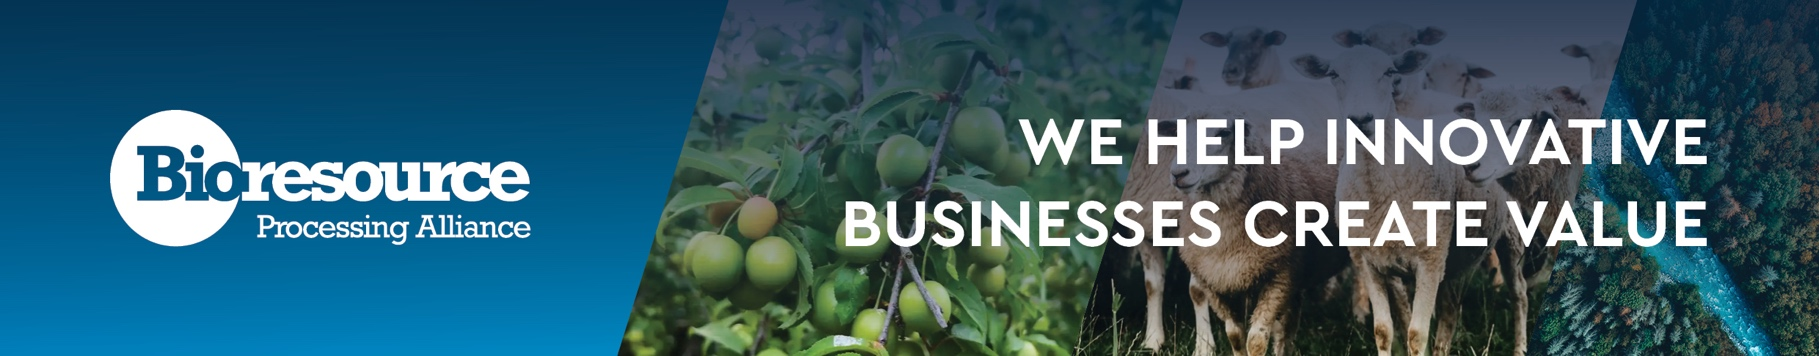 Bioresource
Processing Alliance
WE HELP INNOVATIVE
BUSINESSES CREATE VALUE